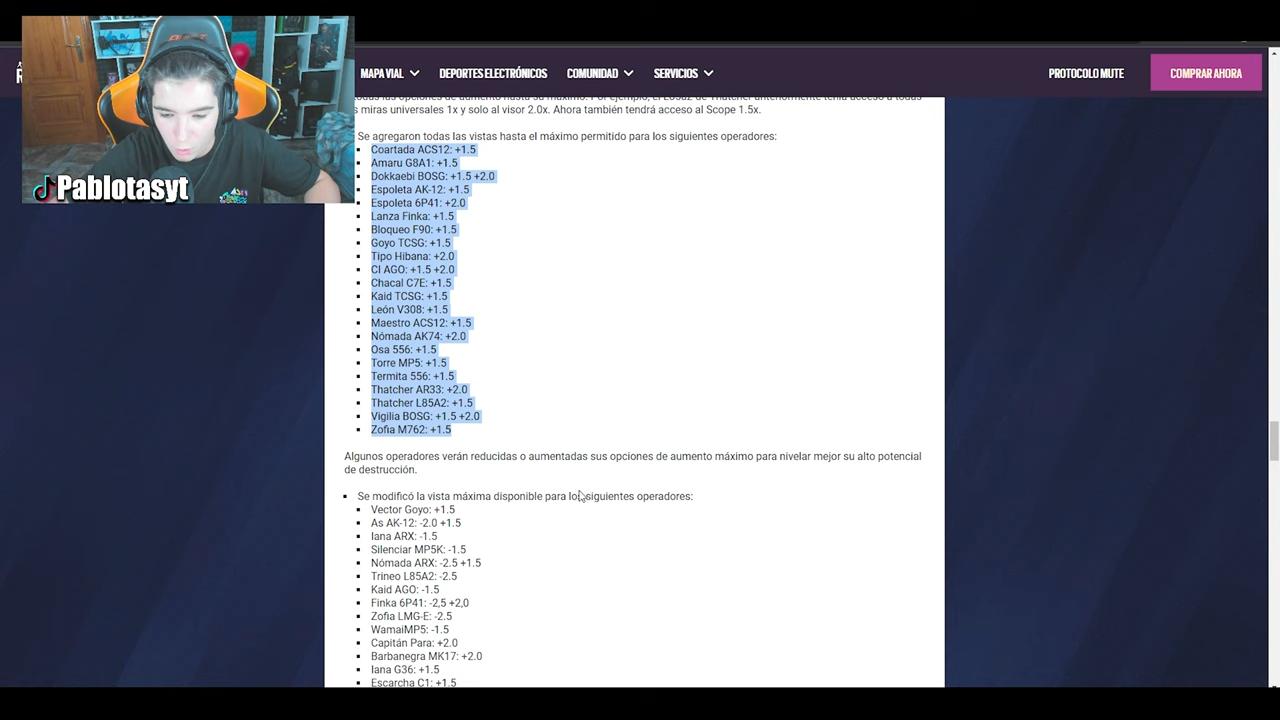 MAPA VIAL
DEPORTES ELECTRÓNICOS
COMUNIDAD
SERVICIOS
PROTOCOLO MUTE
COMPRAR AHORA
Pablotasyt
miras universales 1x y solo al visor 2.0x. Ahora también tendrá acceso al Scope 1.5x.
Se agregaron todas las vistas hasta el máximo permitido para los siguientes operadores:
Coartada ACS12: +1.5
Amaru G8A1: +1.5
Dokkaebi BOSG: +1.5 +2.0
Espoleta AK-12: +1.5
Espoleta 6P41: +2.0
Lanza Finka: +1.5
Bloqueo F90: +1.5
Goyo TCSG: +1.5
Tipo Hibana: +2.0
CI AGO: +1.5 +2.0
Chacal C7E: +1.5
Kaid TCSG: +1.5
León V308: +1.5
Maestro ACS12: +1.5
Nómada AK74: +2.0
Osa 556: +1.5
Torre MP5: +1.5
Termita 556: +1.5
Thatcher AR33: +2.0
Thatcher L85A2: +1.5
Vigilia BOSG: +1.5 +2.0
Zofia M762: +1.5
Algunos operadores verán reducidas o aumentadas sus opciones de aumento máximo para nivelar mejor su alto potencial
de destrucción.
Se modificó la vista máxima disponible para los siguientes operadores:
Vector Goyo: +1.5
As AK-12: -2.0 +1.5
Iana ARX: -1.5
Silenciar MP5K: -1.5
Nómada ARX: -2.5 +1.5
Trineo L85A2: -2.5
Kaid AGO: -1.5
Finka 6P41: -2,5 +2,0
Zofia LMG-E: -2.5
WamaiMP5: -1.5
Capitán Para: +2.0
Barbanegra MK17: +2.0
Iana G36: +1.5
Escarcha C1: +1.5